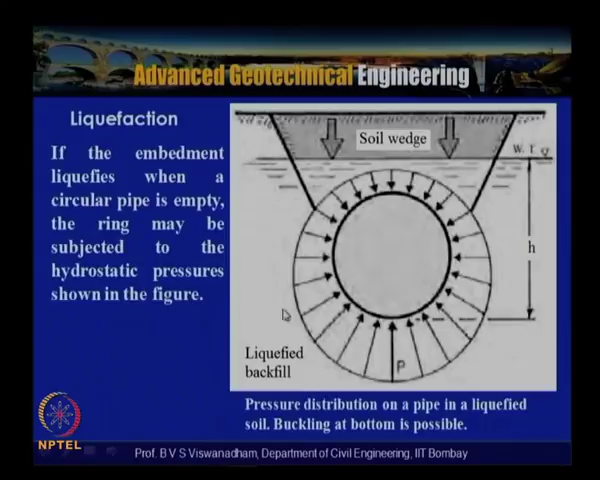 Advanced Geotechnical Engineering
Liquefaction
If the embedment
liquefies when a
circular pipe is empty,
the ring may be
subjected to the
hydrostatic pressures
shown in the figure.
Soil wedge
h
P
Liquefied
backfill
Pressure distribution on a pipe in a liquefied
soil. Buckling at bottom is possible.
NPTEL
Prof. B V S Viswanadham, Department of Civil Engineering, IIT Bombay